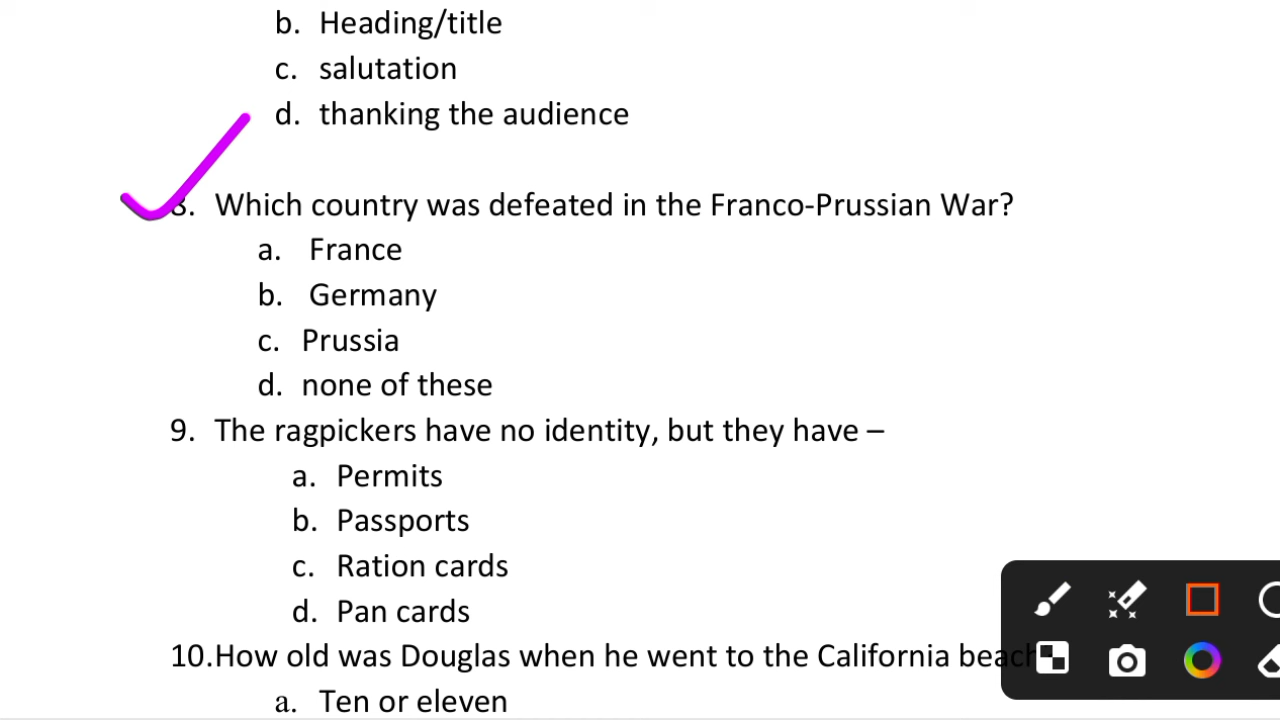 b. Heading/title
c. salutation
d. thanking the audience
8. Which country was defeated in the Franco-Prussian War?
a. France
b. Germany
c. Prussia
d. none of these
9. The ragpickers have no identity, but they have –
a. Permits
b. Passports
c. Ration cards
d. Pan cards
10.How old was Douglas when he went to the California beach
a. Ten or eleven